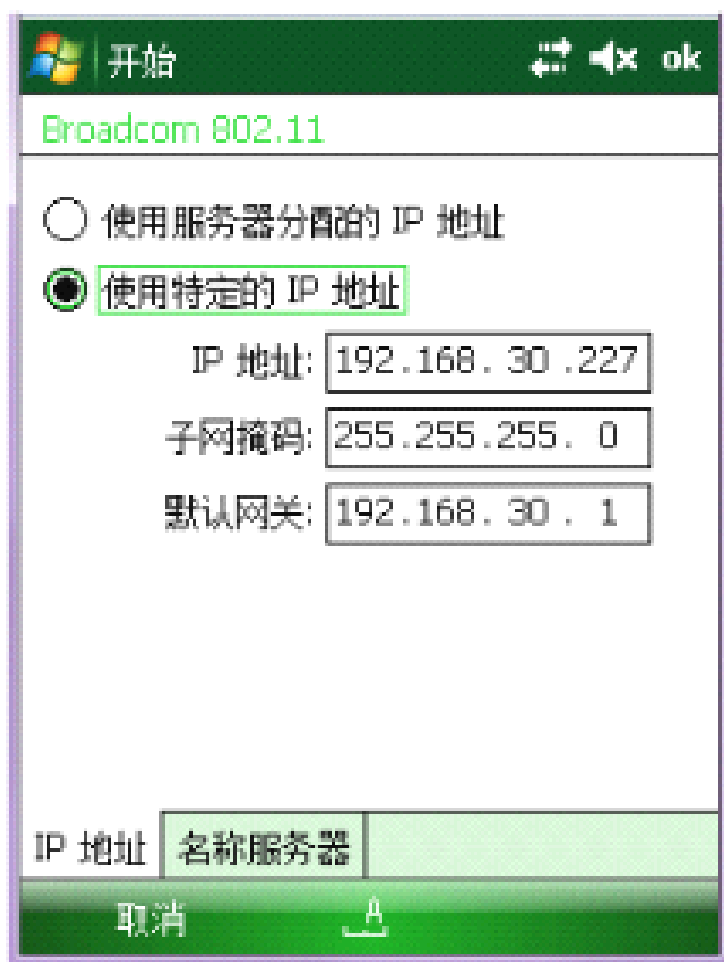 开始 ok
Broadcom 802.11
使用服务器分配的 IP 地址
使用特定的 IP 地址
IP 地址: 192.168. 30 .227
子网掩码: 255.255.255. 0
默认网关: 192.168. 30 . 1
IP 地址 名称服务器
取消 A